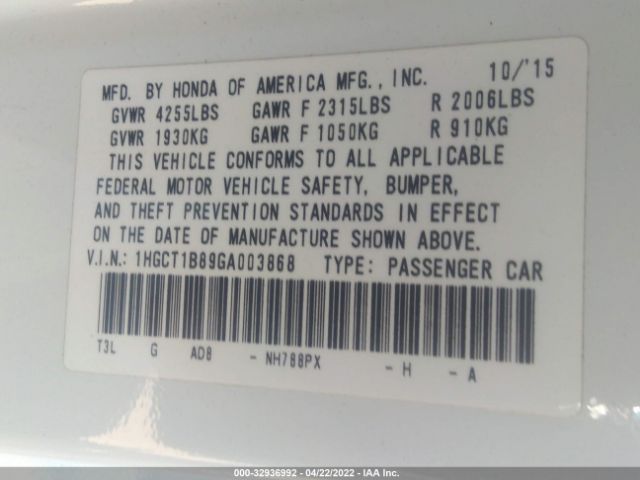 MFD. BY HONDA OF AMERICA MFG., INC. 10/'15
GVWR 4255LBS GAWR F 2315LBS R 2006LBS
GVWR 1930KG GAWR F 1050KG R 910KG
THIS VEHICLE CONFORMS TO ALL APPLICABLE
FEDERAL MOTOR VEHICLE SAFETY, BUMPER,
AND THEFT PREVENTION STANDARDS IN EFFECT
ON THE DATE OF MANUFACTURE SHOWN ABOVE.
V.I.N.: 1HGCT1B89GA003868 TYPE: PASSENGER CAR
T3L G AD8 - NH788PX - H - A
000-32936992 - 04/22/2022 - IAA Inc.